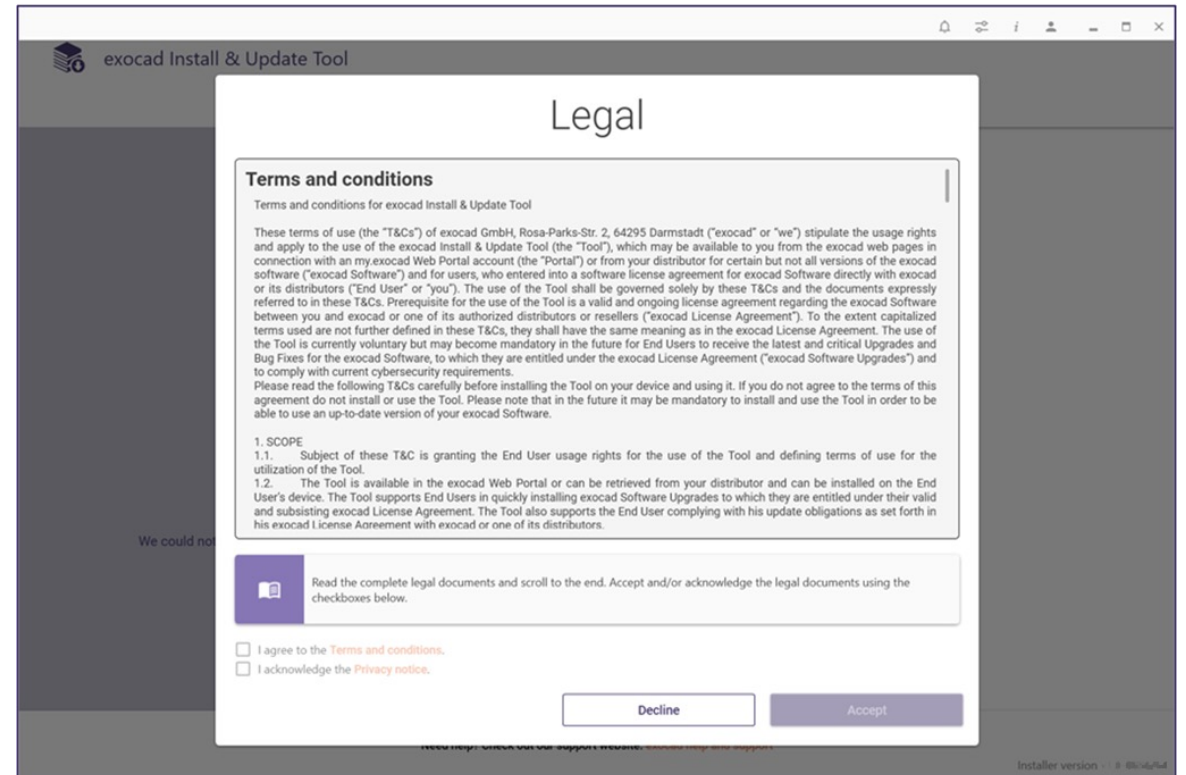 exocad Install & Update Tool
Legal
Terms and conditions
Terms and conditions for exocad Install & Update Tool
These terms of use (the "T&Cs") of exocad GmbH, Rosa-Parks-Str. 2, 64295 Darmstadt ("exocad" or "we") stipulate the usage rights
and apply to the use of the exocad Install & Update Tool (the "Tool"), which may be available to you from the exocad web pages in
connection with an my.exocad Web Portal account (the "Portal") or from your distributor for certain but not all versions of the exocad
software ("exocad Software") and for users, who entered into a software license agreement for exocad Software directly with exocad
or its distributors ("End User" or "you"). The use of the Tool shall be governed solely by these T&Cs and the documents expressly
referred to in these T&Cs. Prerequisite for the use of the Tool is a valid and ongoing license agreement regarding the exocad Software
between you and exocad or one of its authorized distributors or resellers ("exocad License Agreement"). To the extent capitalized
terms used are not further defined in these T&Cs, they shall have the same meaning as in the exocad License Agreement. The use of
the Tool is currently voluntary but may become mandatory in the future for End Users to receive the latest and critical Upgrades and
Bug Fixes for the exocad Software, to which they are entitled under the exocad License Agreement ("exocad Software Upgrades") and
to comply with current cybersecurity requirements.
Please read the following T&Cs carefully before installing the Tool on your device and using it. If you do not agree to the terms of this
agreement do not install or use the Tool. Please note that in the future it may be mandatory to install and use the Tool in order to be
able to use an up-to-date version of your exocad Software.
1. SCOPE
1.1. Subject of these T&C is granting the End User usage rights for the use of the Tool and defining terms of use for the
utilization of the Tool.
1.2. The Tool is available in the exocad Web Portal or can be retrieved from your distributor and can be installed on the End
User's device. The Tool supports End Users in quickly installing exocad Software Upgrades to which they are entitled under their valid
and subsisting exocad License Agreement. The Tool also supports the End User complying with his update obligations as set forth in
his exocad License Agreement with exocad or one of its distributors.
We could not
Read the complete legal documents and scroll to the end. Accept and/or acknowledge the legal documents using the
checkboxes below.
I agree to the Terms and conditions.
I acknowledge the Privacy notice.
Decline
Accept
Need help? Check out our support website. exocad help and support
Installer version